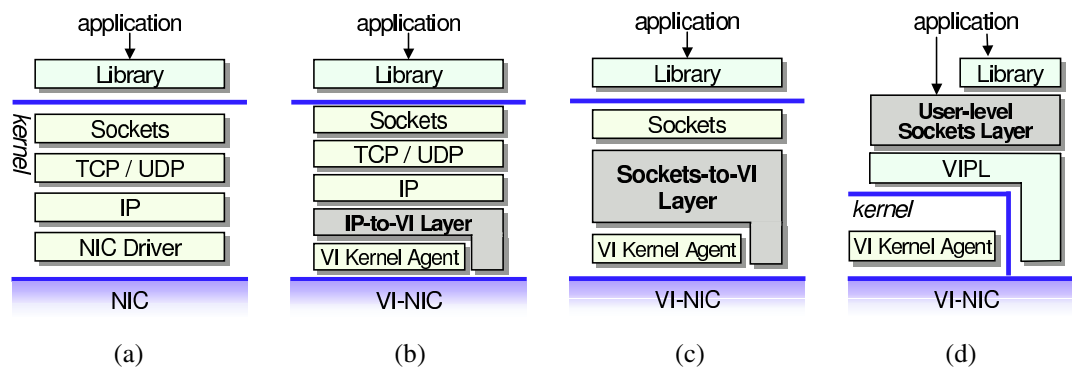 application
Library
kernel
Sockets
TCP / UDP
IP
NIC Driver
NIC
(a)
application
Library
Sockets
TCP / UDP
IP
IP-to-VI Layer
VI Kernel Agent
VI-NIC
(b)
application
Library
Sockets
Sockets-to-VI
Layer
VI Kernel Agent
VI-NIC
(c)
application
Library
User-level
Sockets Layer
VIPL
kernel
VI Kernel Agent
VI-NIC
(d)